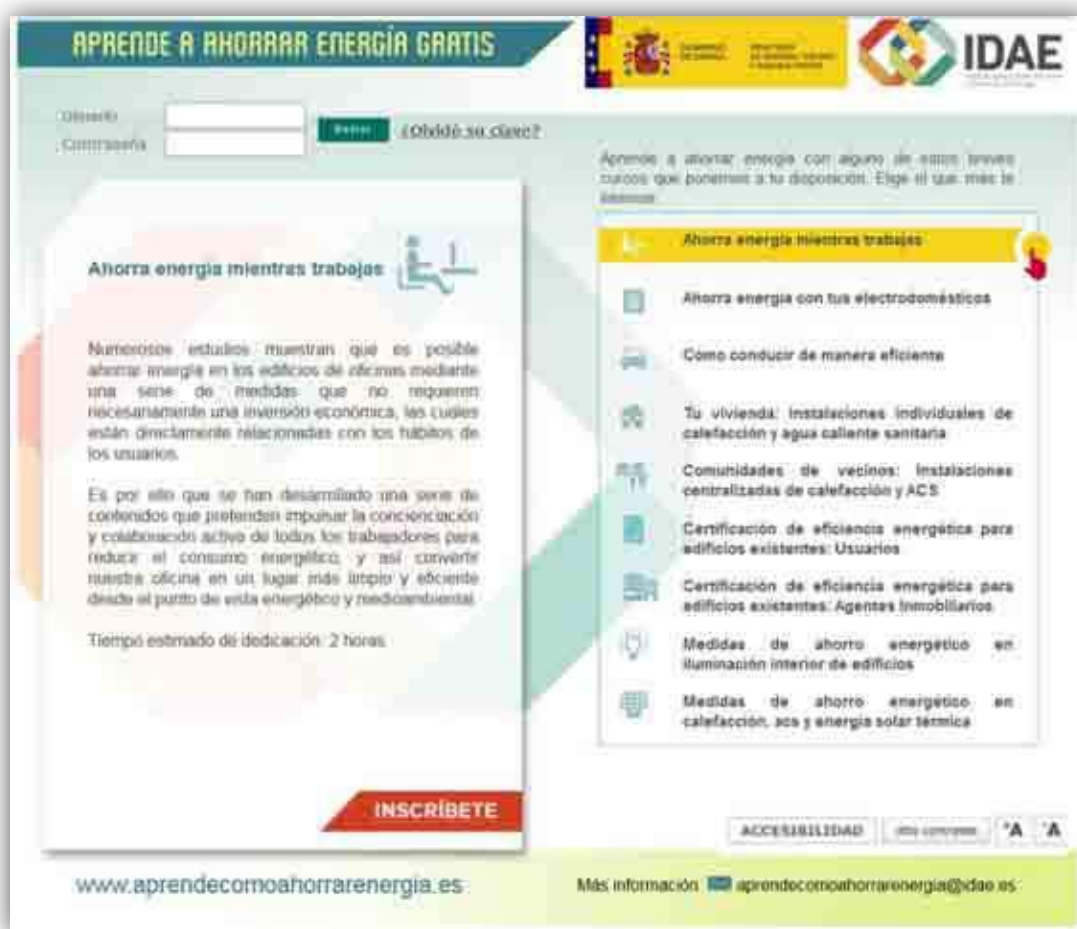 APRENDE A AHORRAR ENERGÍA GRATIS
GOBIERNO
DE ESPAÑA
IDAE
Usuario
Contraseña
Entrar
¿Olvidó su clave?
Aprende a ahorrar energía con alguno de estos breves
cursos que ponemos a tu disposición. Elige el que más te
interese
Ahorra energía mientras trabajas
Numerosos estudios muestran que es posible
ahorrar energía en los edificios de oficinas mediante
una serie de medidas que no requieren
necesariamente una inversión económica, las cuales
están directamente relacionadas con los hábitos de
los usuarios.
Es por ello que se han desarrollado una serie de
contenidos que pretenden impulsar la concienciación
y colaboración activa de todos los trabajadores para
reducir el consumo energético, y así convertir
nuestra oficina en un lugar más limpio y eficiente
desde el punto de vista energético y medioambiental.
Tiempo estimado de dedicación: 2 horas
INSCRÍBETE
Ahorra energía mientras trabajas
Ahorra energía con tus electrodomésticos
Cómo conducir de manera eficiente
Tu vivienda: Instalaciones individuales de
calefacción y agua caliente sanitaria
Comunidades de vecinos: Instalaciones
centralizadas de calefacción y ACS
Certificación de eficiencia energética para
edificios existentes: Usuarios
Certificación de eficiencia energética para
edificios existentes: Agentes Inmobiliarios
Medidas de ahorro energético en
iluminación interior de edificios
Medidas de ahorro energético en
calefacción, acs y energía solar térmica
ACCESIBILIDAD
+A -A
www.aprendecomoahorrarenergia.es
Más información: aprendecomoahorrarenergia@idae.es